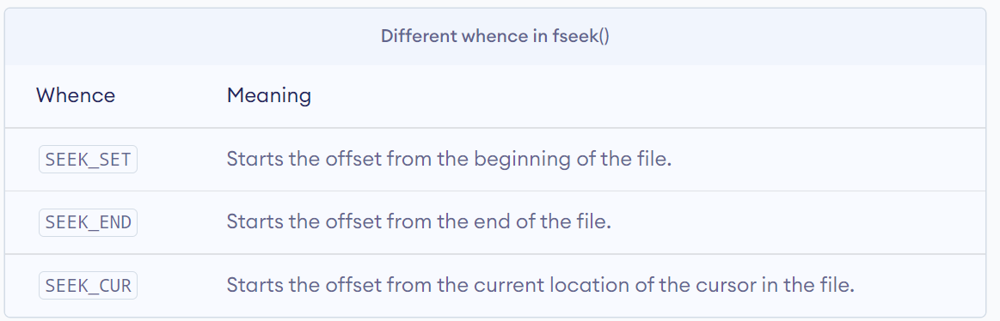 Different whence in fseek()
Whence Meaning
SEEK_SET Starts the offset from the beginning of the file.
SEEK_END Starts the offset from the end of the file.
SEEK_CUR Starts the offset from the current location of the cursor in the file.